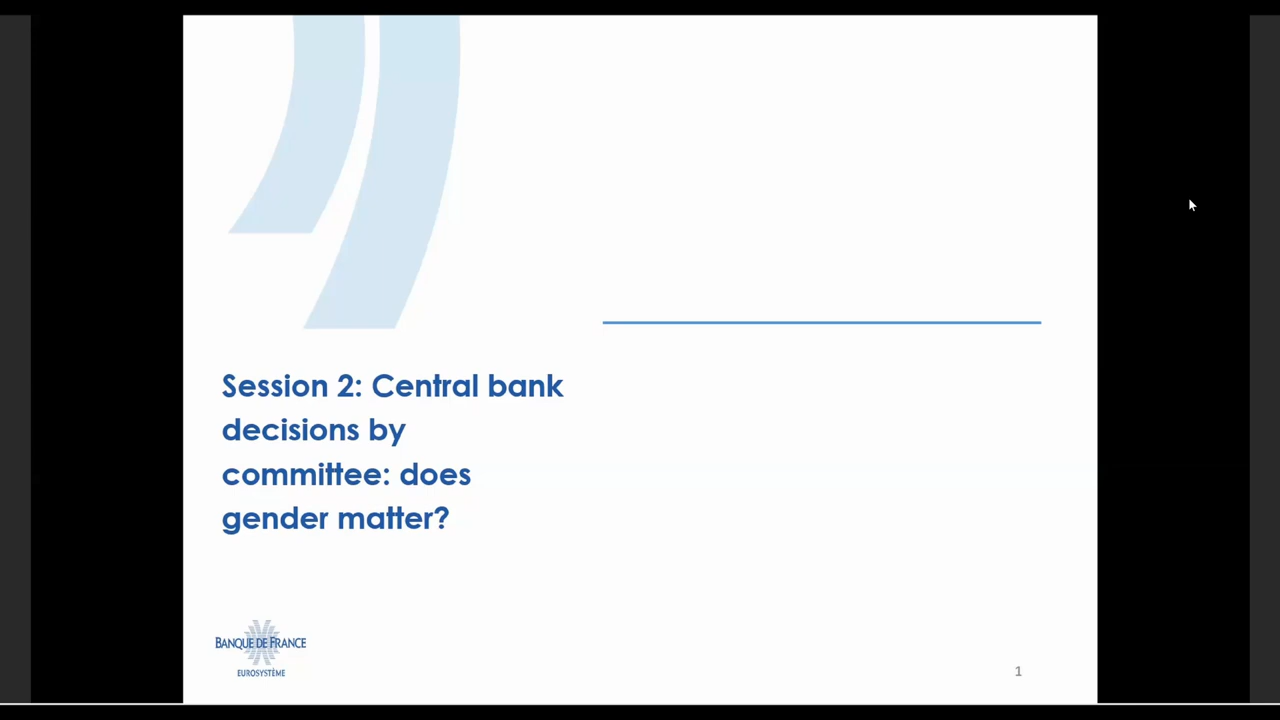 Session 2: Central bank
decisions by
committee: does
gender matter?
BANQUE DE FRANCE
EUROSYSTÈME
1